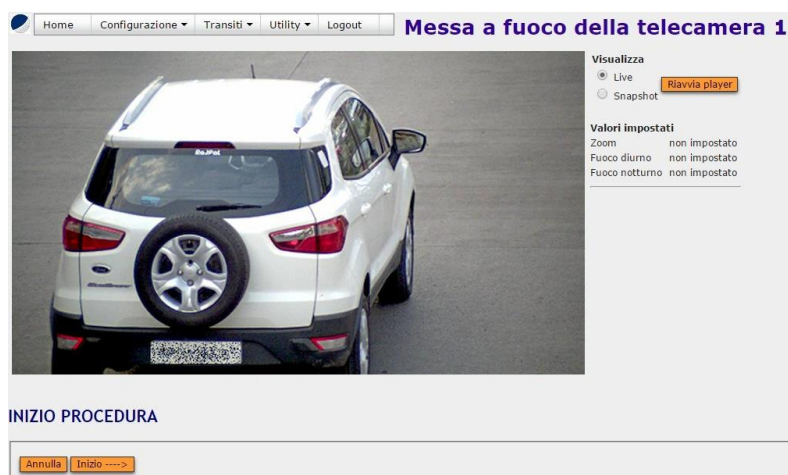 Home Configurazione Transiti Utility Logout
Messa a fuoco della telecamera 1
Visualizza
Live
Riavvia player
Snapshot
Valori impostati
Zoom non impostato
Fuoco diurno non impostato
Fuoco notturno non impostato
RajPal
INIZIO PROCEDURA
Annulla Inizio ---->